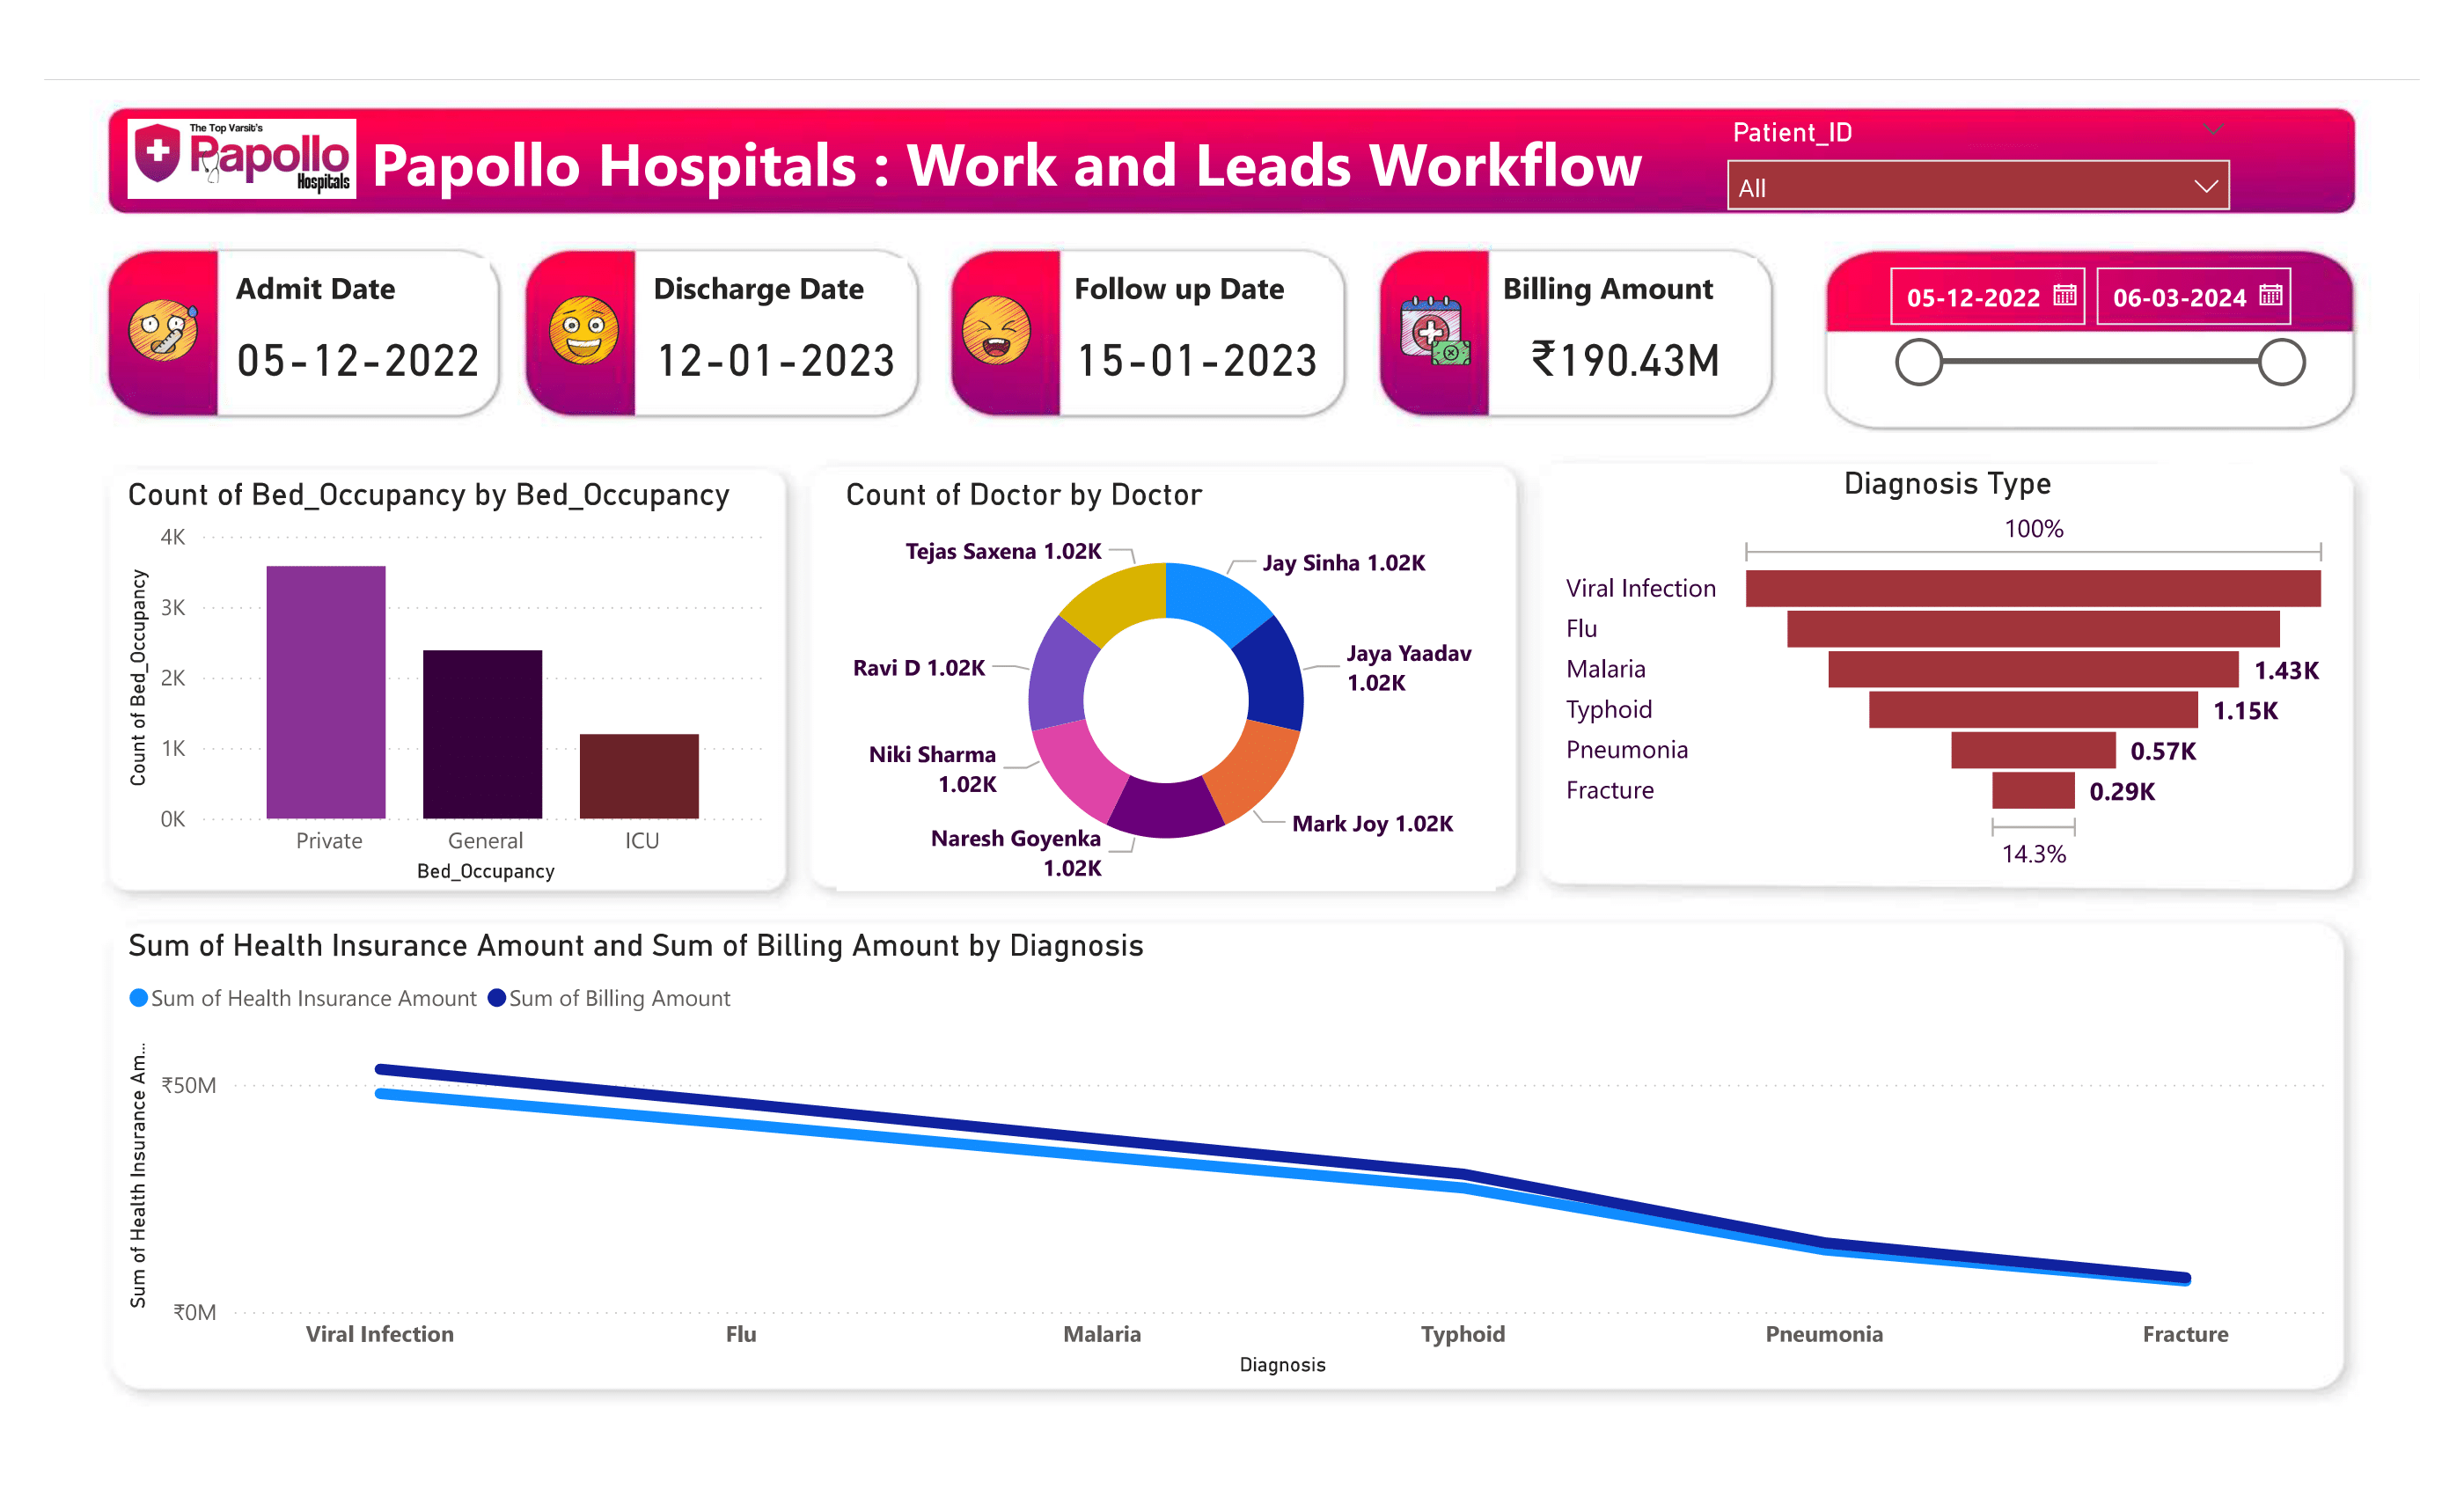 The Top Varsit's
Papollo
Hospitals
Papollo Hospitals : Work and Leads Workflow
Patient_ID
All
Admit Date
05-12-2022
Discharge Date
12-01-2023
Follow up Date
15-01-2023
Billing Amount
₹190.43M
05-12-2022
06-03-2024
Count of Bed_Occupancy by Bed_Occupancy
Count of Bed_Occupancy
4K
3K
2K
1K
0K
Private
General
ICU
Bed_Occupancy
Count of Doctor by Doctor
Tejas Saxena 1.02K
Jay Sinha 1.02K
Jaya Yaadav
1.02K
Ravi D 1.02K
Niki Sharma
1.02K
Mark Joy 1.02K
Naresh Goyenka
1.02K
Diagnosis Type
100%
Viral Infection
Flu
Malaria
1.43K
Typhoid
1.15K
Pneumonia
0.57K
Fracture
0.29K
14.3%
Sum of Health Insurance Amount and Sum of Billing Amount by Diagnosis
Sum of Health Insurance Amount
Sum of Billing Amount
Sum of Health Insurance Am...
₹50M
₹0M
Viral Infection
Flu
Malaria
Typhoid
Pneumonia
Fracture
Diagnosis